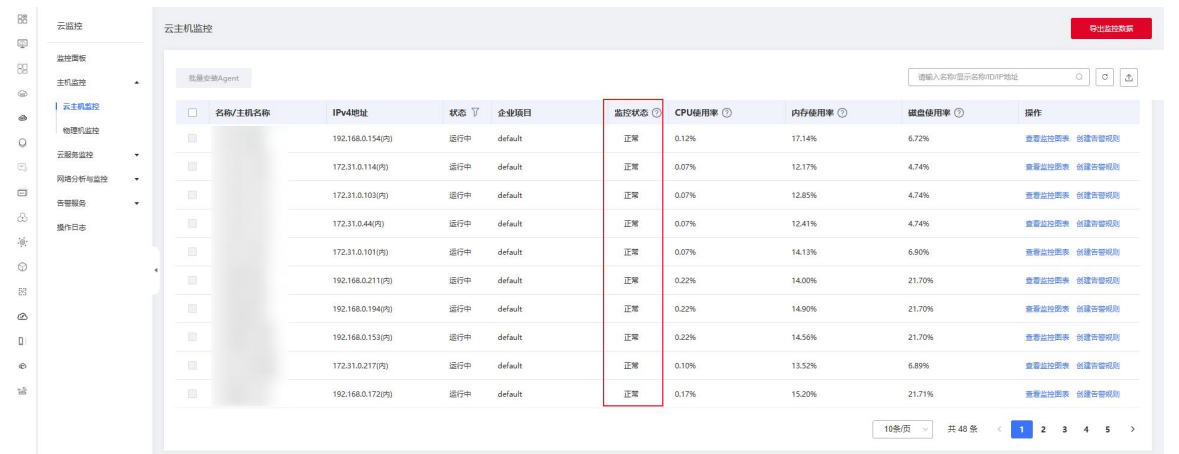 云监控
监控面板
主机监控
云主机监控
物理机监控
云服务监控
网络分析与监控
告警服务
操作日志
云主机监控
导出监控数据
批量安装Agent
请输入名称/显示名称/ID/IP地址
名称/主机名称 IPv4地址 状态 企业项目 监控状态 CPU使用率 内存使用率 磁盘使用率 操作
192.168.0.154(内) 运行中 default 正常 0.12% 17.14% 6.72% 查看监控图表 创建告警规则
172.31.0.114(内) 运行中 default 正常 0.07% 12.17% 4.74% 查看监控图表 创建告警规则
172.31.0.103(内) 运行中 default 正常 0.07% 12.85% 4.74% 查看监控图表 创建告警规则
172.31.0.44(内) 运行中 default 正常 0.07% 12.41% 4.74% 查看监控图表 创建告警规则
172.31.0.101(内) 运行中 default 正常 0.07% 14.13% 6.90% 查看监控图表 创建告警规则
192.168.0.211(内) 运行中 default 正常 0.22% 14.00% 21.70% 查看监控图表 创建告警规则
192.168.0.194(内) 运行中 default 正常 0.22% 14.90% 21.70% 查看监控图表 创建告警规则
192.168.0.153(内) 运行中 default 正常 0.22% 14.56% 21.70% 查看监控图表 创建告警规则
172.31.0.217(内) 运行中 default 正常 0.10% 13.52% 6.89% 查看监控图表 创建告警规则
192.168.0.172(内) 运行中 default 正常 0.17% 15.20% 21.71% 查看监控图表 创建告警规则
10条/页 共 48 条 1 2 3 4 5